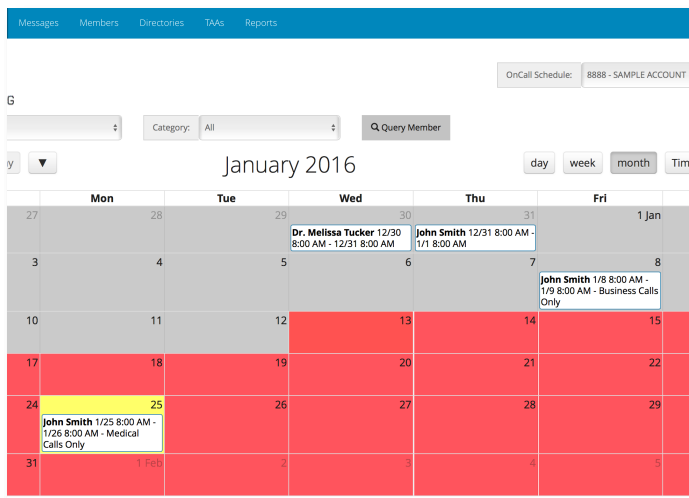 Messages Members Directories TAAs Reports
OnCall Schedule: 8888 - SAMPLE ACCOUNT
G
Category: All Query Member
ay ▼ January 2016 day week month Tim
Mon Tue Wed Thu Fri
27 28 29 30 31 1 Jan
Dr. Melissa Tucker 12/30
8:00 AM - 12/31 8:00 AM
John Smith 12/31 8:00 AM -
1/1 8:00 AM
3 4 5 6 7 8
John Smith 1/8 8:00 AM -
1/9 8:00 AM - Business Calls
Only
10 11 12 13 14 15
17 18 19 20 21 22
24 25 26 27 28 29
John Smith 1/25 8:00 AM -
1/26 8:00 AM - Medical
Calls Only
31 1 Feb 2 3 4 5